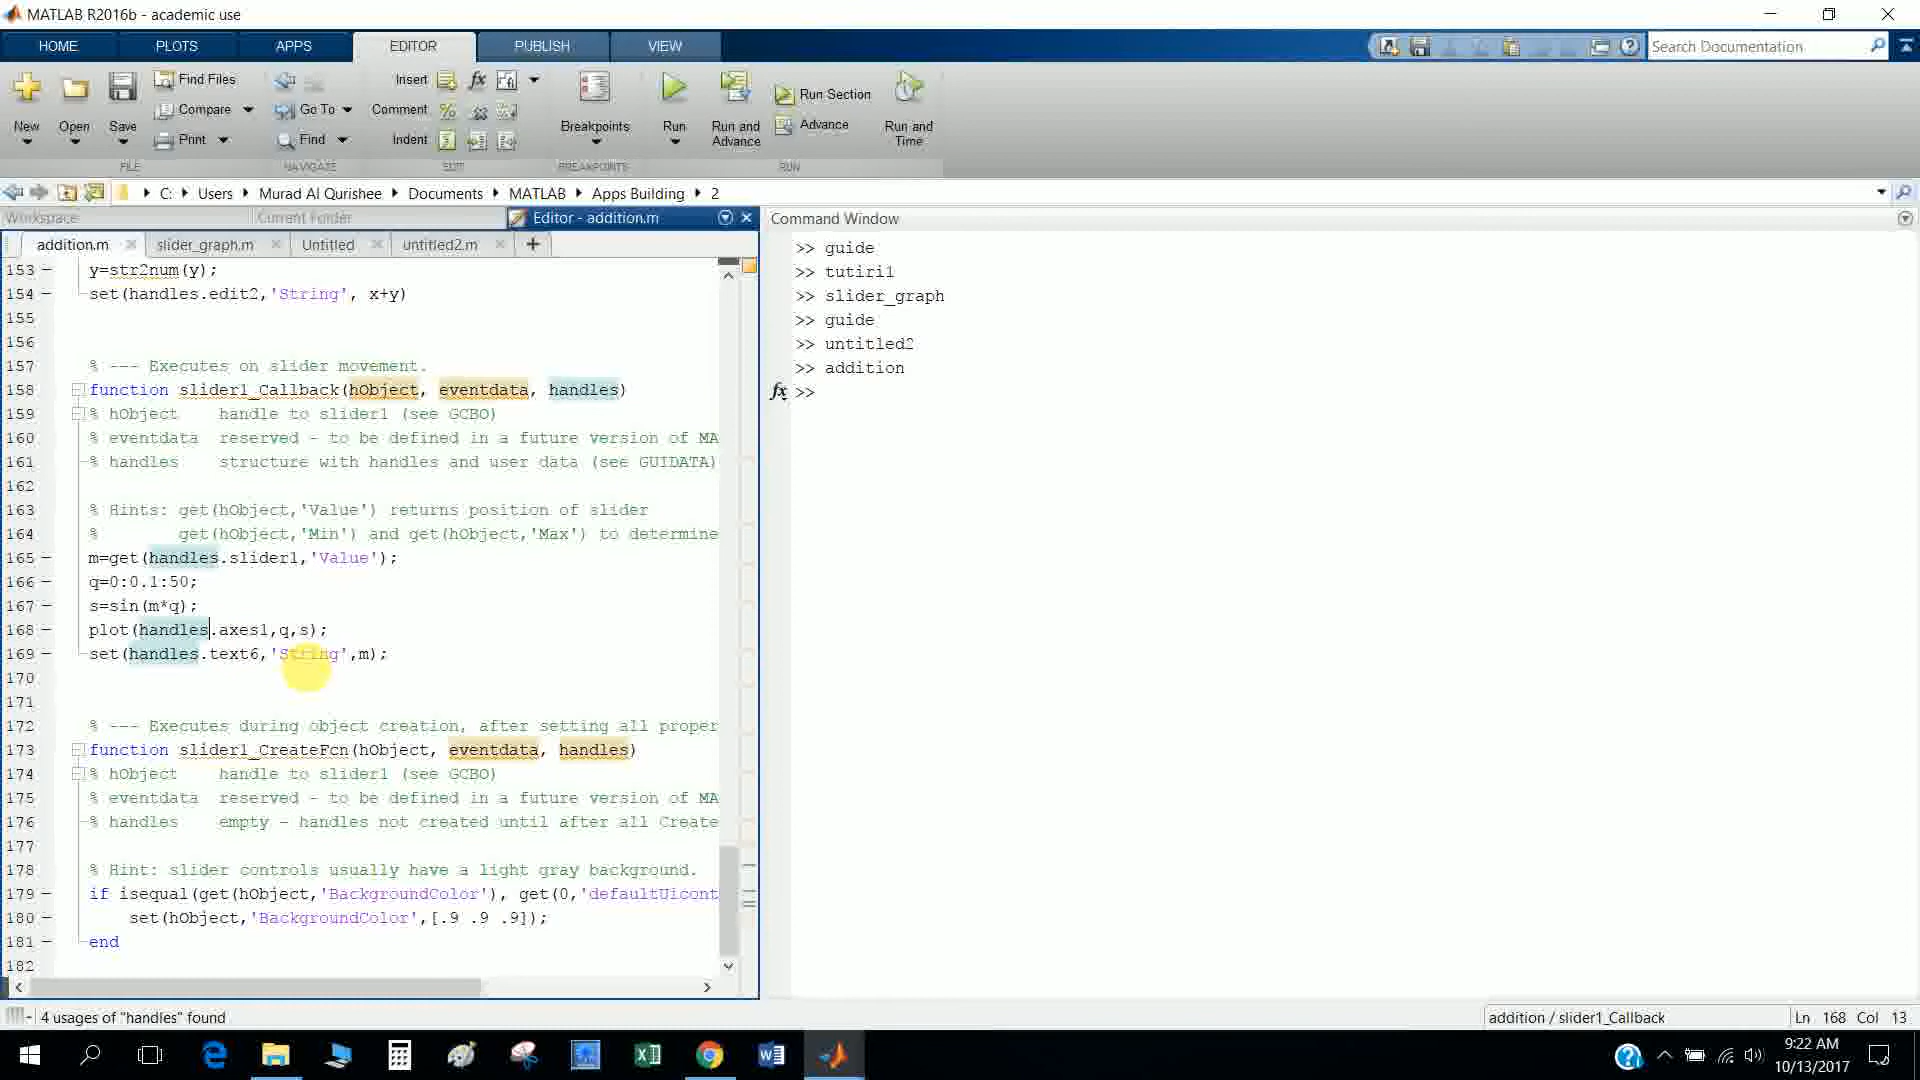 MATLAB R2016b - academic use
HOME
PLOTS
APPS
EDITOR
PUBLISH
VIEW
Search Documentation
New
Open
Save
Find Files
Compare
Print
Go To
Find
Insert
Comment
Indent
Breakpoints
Run
Run and Advance
Run Section
Advance
Run and Time
FILE
NAVIGATE
EDIT
BREAKPOINTS
RUN
C: Users Murad Al Qurishee Documents MATLAB Apps Building 2
Workspace
Current Folder
Editor - addition.m
Command Window
addition.m
slider_graph.m
Untitled
untitled2.m
153 y=str2num(y);
154 set(handles.edit2,'String', x+y)
155
156
157 % --- Executes on slider movement.
158 function slider1_Callback(hObject, eventdata, handles)
159 % hObject    handle to slider1 (see GCBO)
160 % eventdata  reserved - to be defined in a future version of MA
161 % handles    structure with handles and user data (see GUIDATA)
162
163 % Hints: get(hObject,'Value') returns position of slider
164 %        get(hObject,'Min') and get(hObject,'Max') to determine
165 m=get(handles.slider1,'Value');
166 q=0:0.1:50;
167 s=sin(m*q);
168 plot(handles.axes1,q,s);
169 set(handles.text6,'String',m);
170
171
172 % --- Executes during object creation, after setting all proper
173 function slider1_CreateFcn(hObject, eventdata, handles)
174 % hObject    handle to slider1 (see GCBO)
175 % eventdata  reserved - to be defined in a future version of MA
176 % handles    empty - handles not created until after all Create
177
178 % Hint: slider controls usually have a light gray background.
179 if isequal(get(hObject,'BackgroundColor'), get(0,'defaultUicont
180     set(hObject,'BackgroundColor',[.9 .9 .9]);
181 end
182
>> guide
>> tutiri1
>> slider_graph
>> guide
>> untitled2
>> addition
fx >>
4 usages of "handles" found
addition / slider1_Callback
Ln 168 Col 13
9:22 AM
10/13/2017